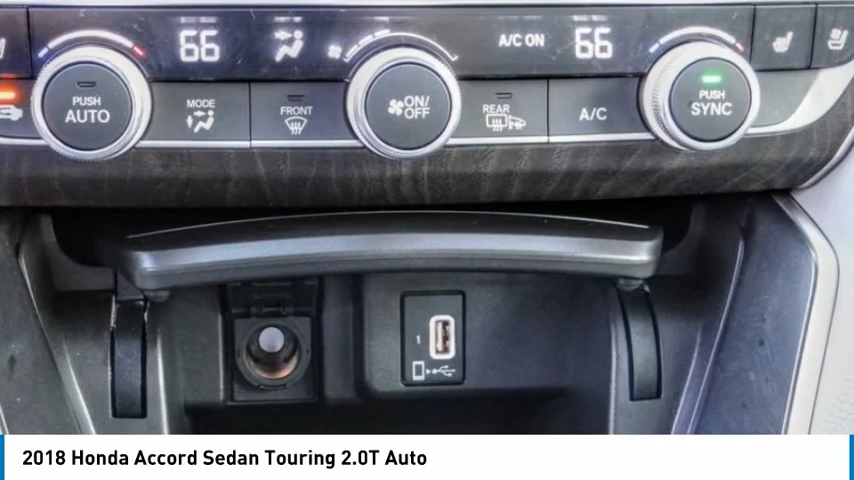 66
A/C ON
66
PUSH
AUTO
MODE
FRONT
ON/
OFF
REAR
A/C
PUSH
SYNC
1
2018 Honda Accord Sedan Touring 2.0T Auto